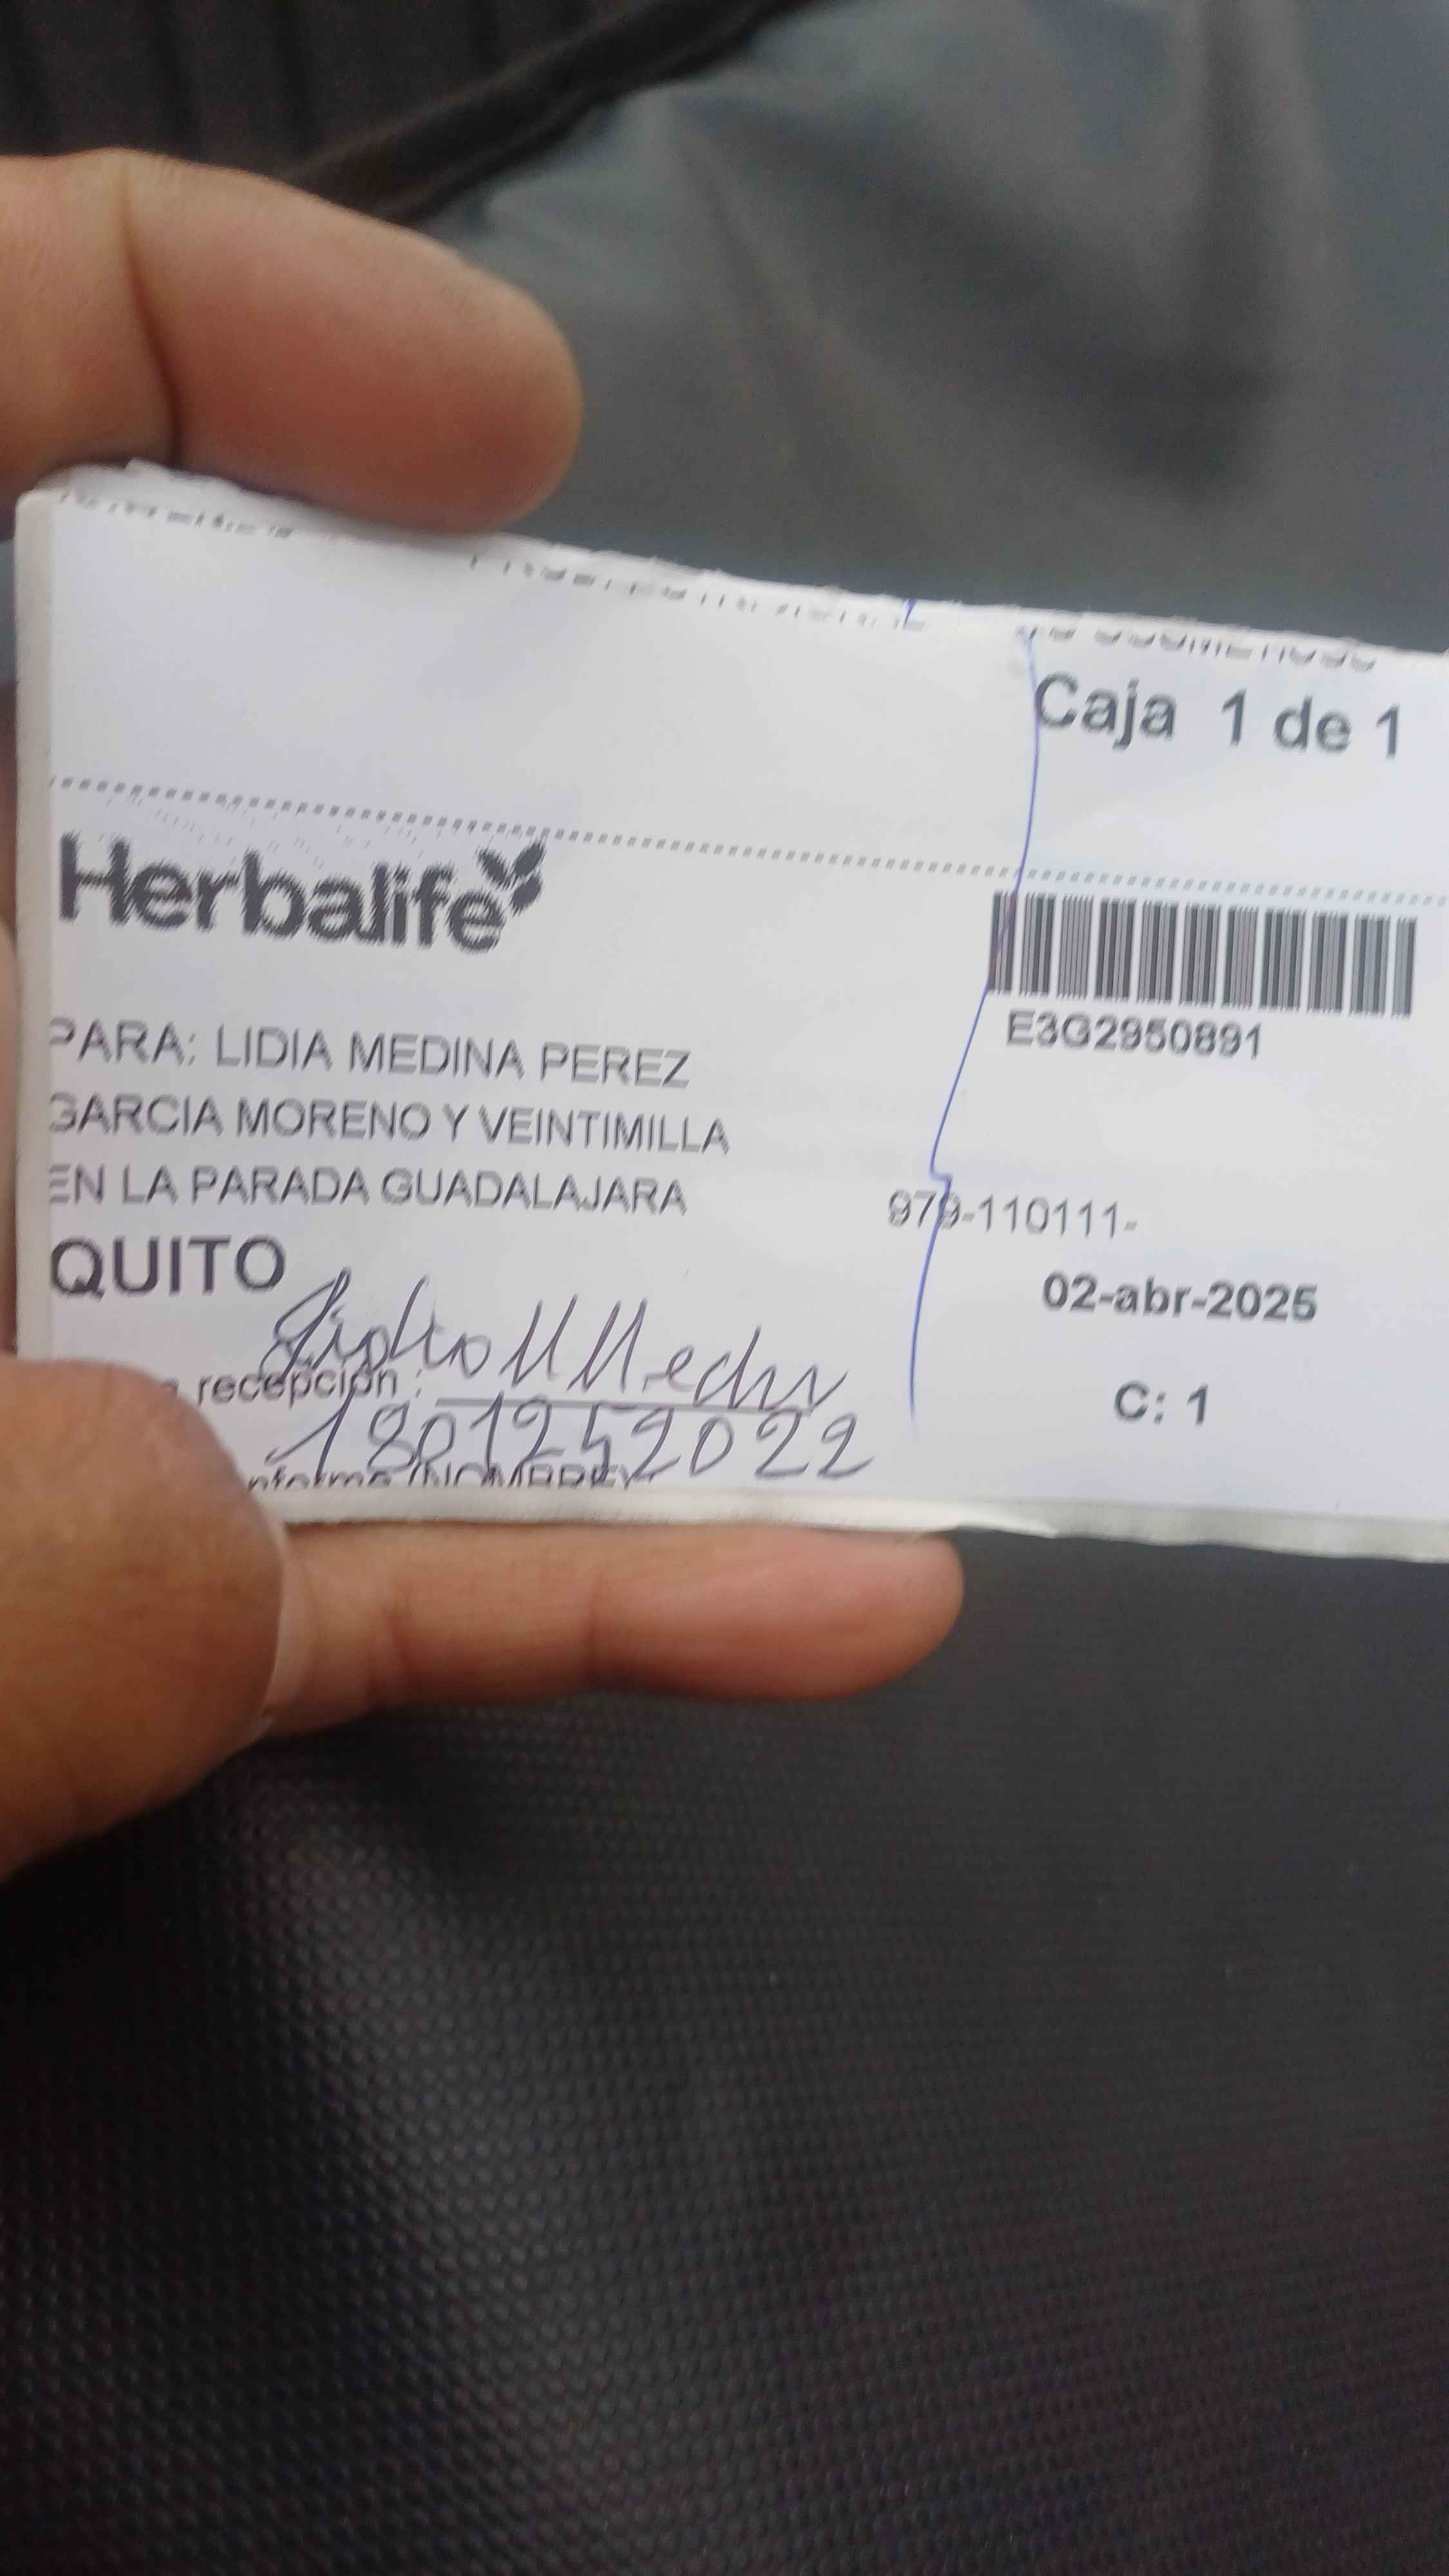 Caja 1 de 1
Herbalife
E3G2950891
PARA: LIDIA MEDINA PEREZ
GARCIA MORENO Y VEINTIMILLA
EN LA PARADA GUADALAJARA
979-110111-
QUITO
02-abr-2025
recepción :
C: 1
1801252022